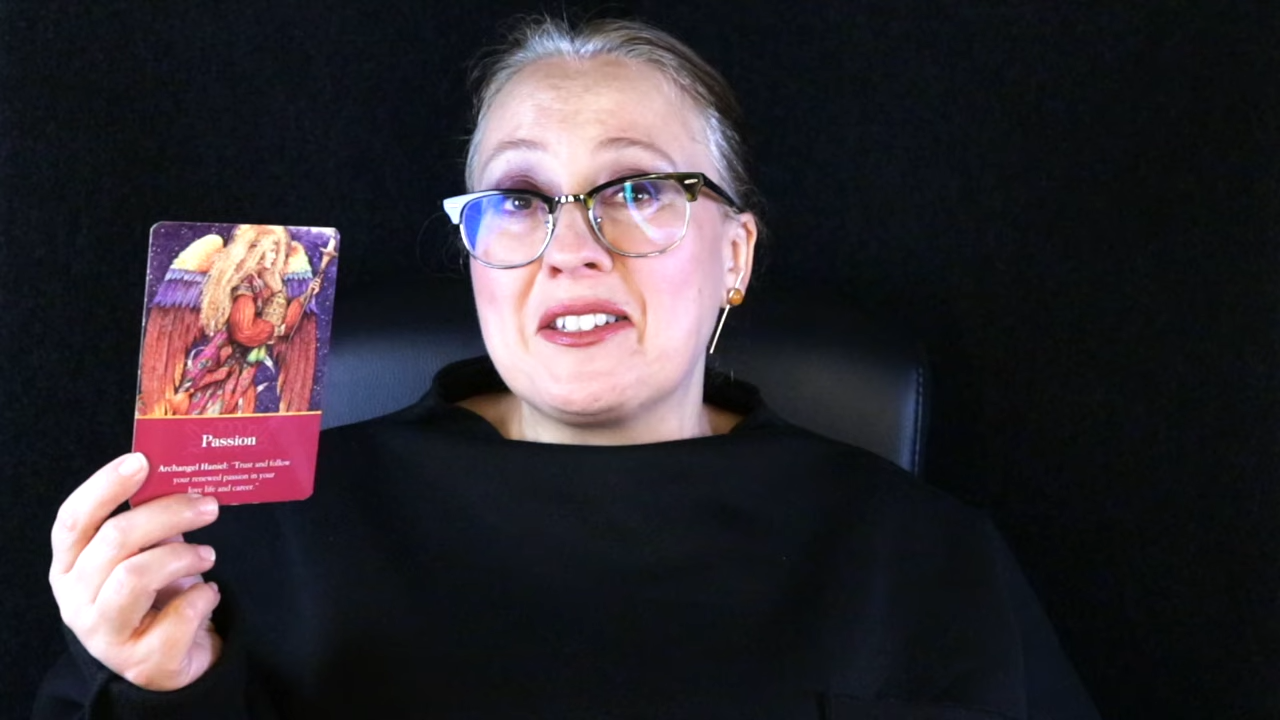 Passion
Archangel Haniel: "Trust and follow
your renewed passion in your
love life and career."